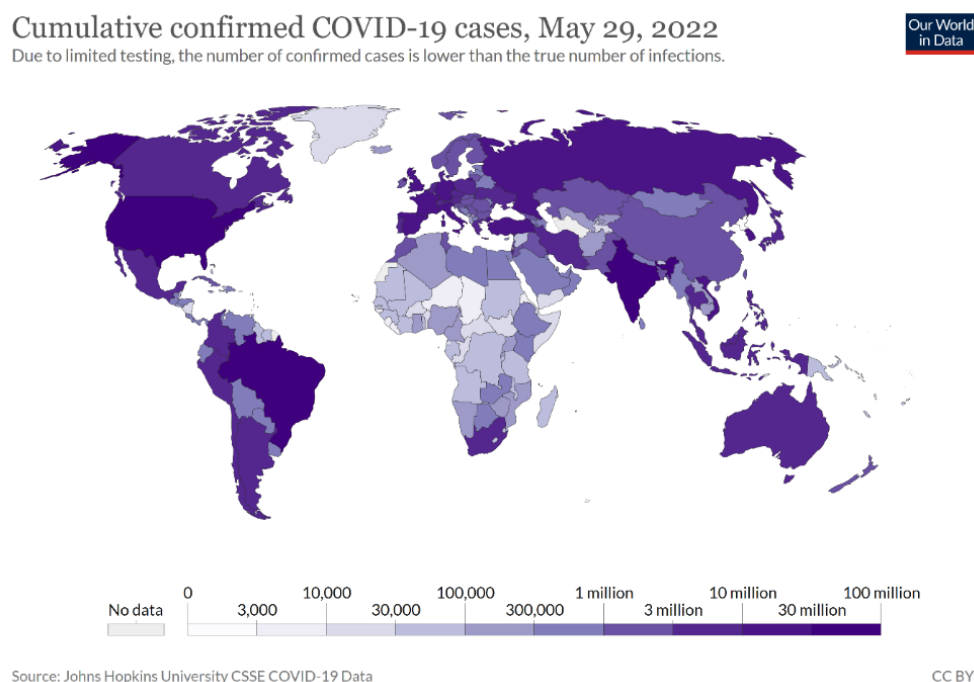 Cumulative confirmed COVID-19 cases, May 29, 2022
Due to limited testing, the number of confirmed cases is lower than the true number of infections.
Our World
in Data
No data
0
3,000
10,000
30,000
100,000
300,000
1 million
3 million
10 million
30 million
100 million
Source: Johns Hopkins University CSSE COVID-19 Data
CC BY